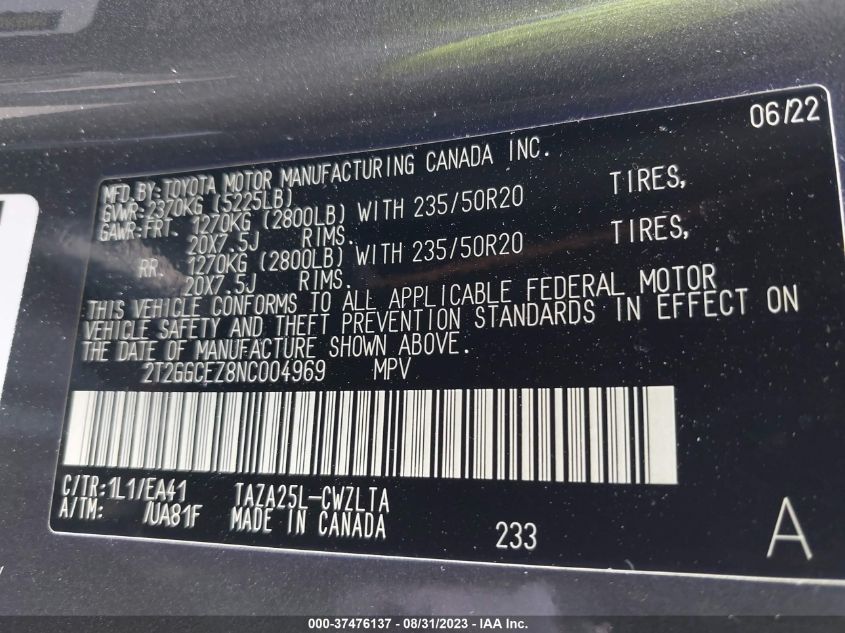 06/22
MFD. BY: TOYOTA MOTOR MANUFACTURING CANADA INC.
GVWR: 2370KG (5225LB)
GAWR: FRT. 1270KG (2800LB) WITH 235/50R20 TIRES,
20X7.5J RIMS.
RR. 1270KG (2800LB) WITH 235/50R20 TIRES,
20X7.5J RIMS.
THIS VEHICLE CONFORMS TO ALL APPLICABLE FEDERAL MOTOR
VEHICLE SAFETY AND THEFT PREVENTION STANDARDS IN EFFECT ON
THE DATE OF MANUFACTURE SHOWN ABOVE.
2T2GGCEZ8NC004969 MPV
C/TR: 1L1/EA41 TAZA25L-CWZLTA
A/TM: /UA81F MADE IN CANADA 233 A
000-37476137 - 08/31/2023 - IAA Inc.